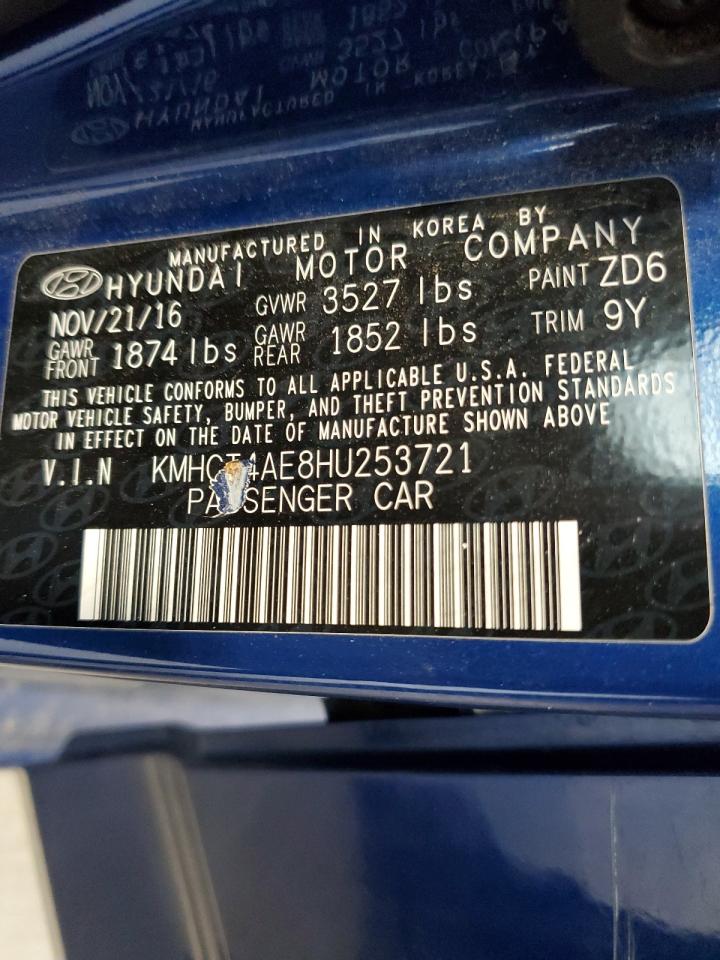 MANUFACTURED IN KOREA BY
HYUNDAI MOTOR COMPANY
NOV/21/16 GVWR 3527 lbs PAINT ZD6
GAWR FRONT 1874 lbs GAWR REAR 1852 lbs TRIM 9Y
THIS VEHICLE CONFORMS TO ALL APPLICABLE U.S.A. FEDERAL
MOTOR VEHICLE SAFETY, BUMPER, AND THEFT PREVENTION STANDARDS
IN EFFECT ON THE DATE OF MANUFACTURE SHOWN ABOVE
V.I.N KMHCT4AE8HU253721
PASSENGER CAR